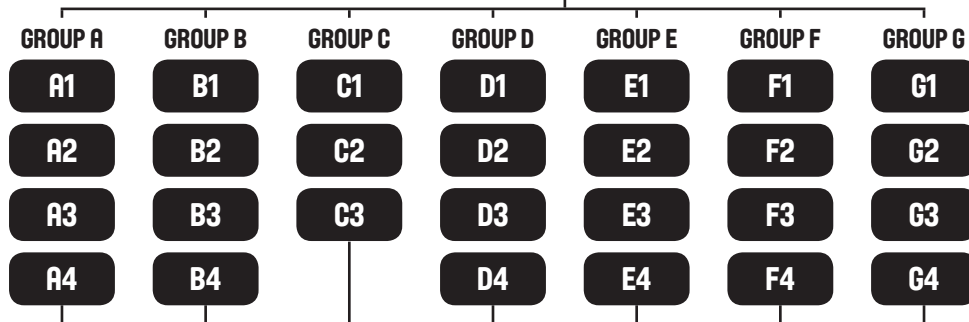 GROUP A GROUP B GROUP C GROUP D GROUP E GROUP F GROUP G
A1 B1 C1 D1 E1 F1 G1
A2 B2 C2 D2 E2 F2 G2
A3 B3 C3 D3 E3 F3 G3
A4 B4 D4 E4 F4 G4